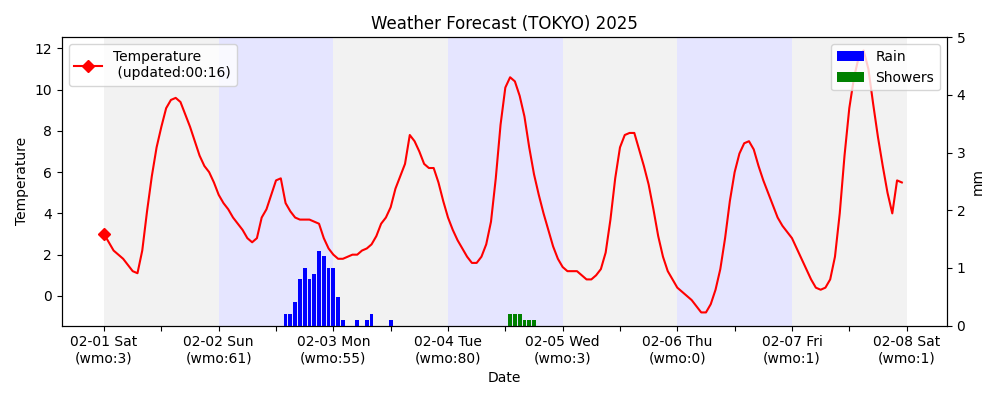 Weather Forecast (TOKYO) 2025
Temperature
(updated:00:16)
Rain
Showers
12
10
8
6
4
2
0
Temperature
5
4
3
2
1
0
mm
02-01 Sat
(wmo:3)
02-02 Sun
(wmo:61)
02-03 Mon
(wmo:55)
02-04 Tue
(wmo:80)
02-05 Wed
(wmo:3)
02-06 Thu
(wmo:0)
02-07 Fri
(wmo:1)
02-08 Sat
(wmo:1)
Date